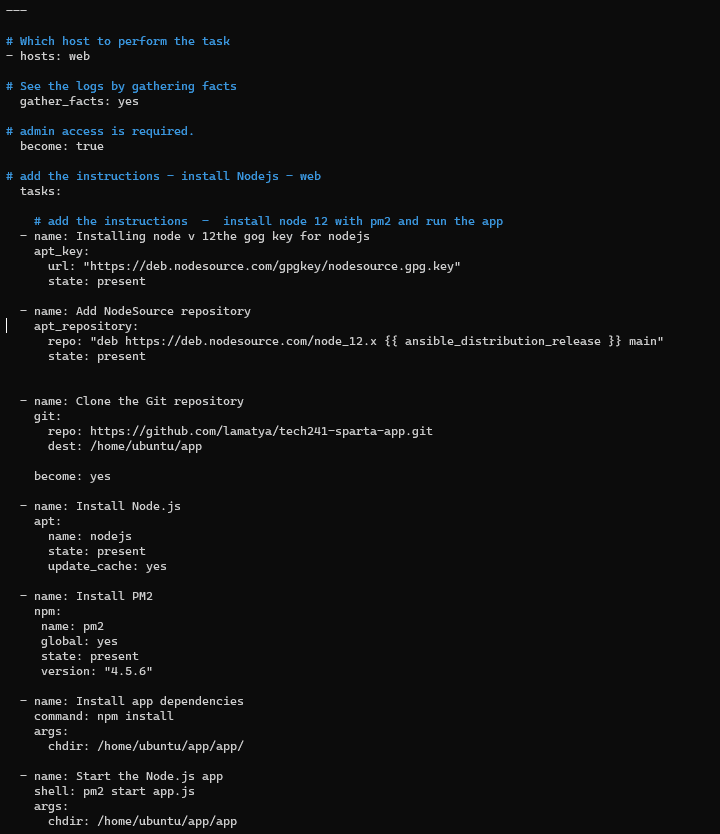 ---
# Which host to perform the task
- hosts: web
# See the logs by gathering facts
gather_facts: yes
# admin access is required.
become: true
# add the instructions - install Nodejs - web
tasks:
# add the instructions  -  install node 12 with pm2 and run the app
- name: Installing node v 12the gog key for nodejs
apt_key:
url: "https://deb.nodesource.com/gpgkey/nodesource.gpg.key"
state: present
- name: Add NodeSource repository
apt_repository:
repo: "deb https://deb.nodesource.com/node_12.x {{ ansible_distribution_release }} main"
state: present
- name: Clone the Git repository
git:
repo: https://github.com/lamatya/tech241-sparta-app.git
dest: /home/ubuntu/app
become: yes
- name: Install Node.js
apt:
name: nodejs
state: present
update_cache: yes
- name: Install PM2
npm:
name: pm2
global: yes
state: present
version: "4.5.6"
- name: Install app dependencies
command: npm install
args:
chdir: /home/ubuntu/app/app/
- name: Start the Node.js app
shell: pm2 start app.js
args:
chdir: /home/ubuntu/app/app